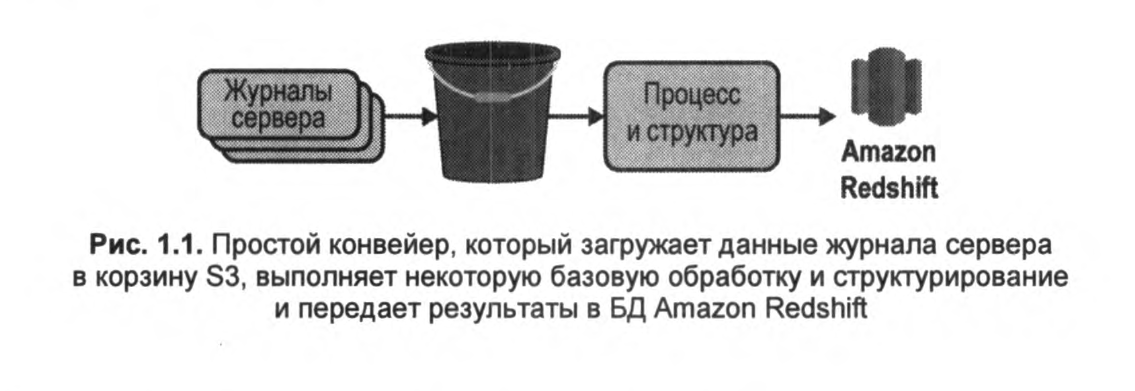 Журналы
сервера
Процесс
и структура
Amazon
Redshift
Рис. 1.1. Простой конвейер, который загружает данные журнала сервера
в корзину S3, выполняет некоторую базовую обработку и структурирование
и передает результаты в БД Amazon Redshift